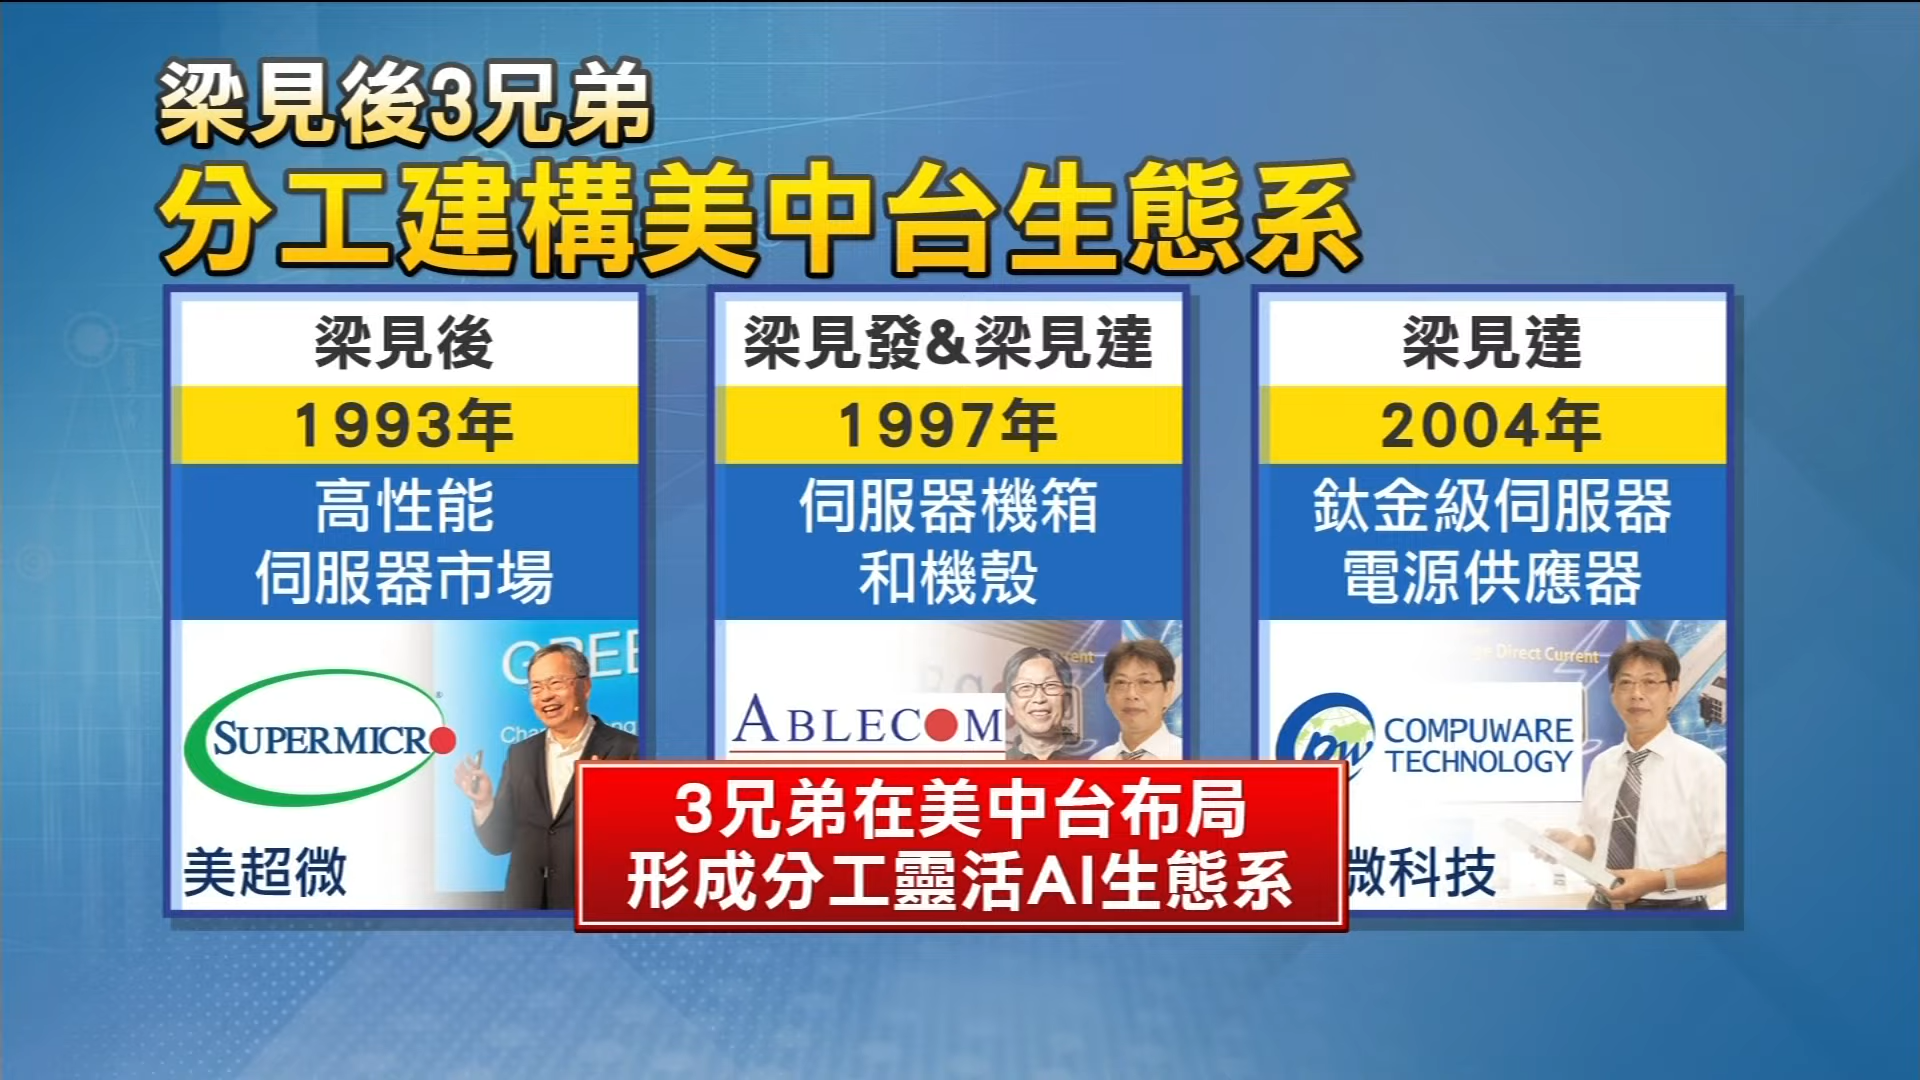 梁見後3兄弟
分工建構美中台生態系
梁見後
1993年
高性能
伺服器市場
SUPERMICRO
®
美超微
梁見發&梁見達
1997年
伺服器機箱
和機殼
ABLECOM
梁見達
2004年
鈦金級伺服器
電源供應器
Direct Current
COMPUWARE
TECHNOLOGY
微科技
3兄弟在美中台布局
形成分工靈活AI生態系